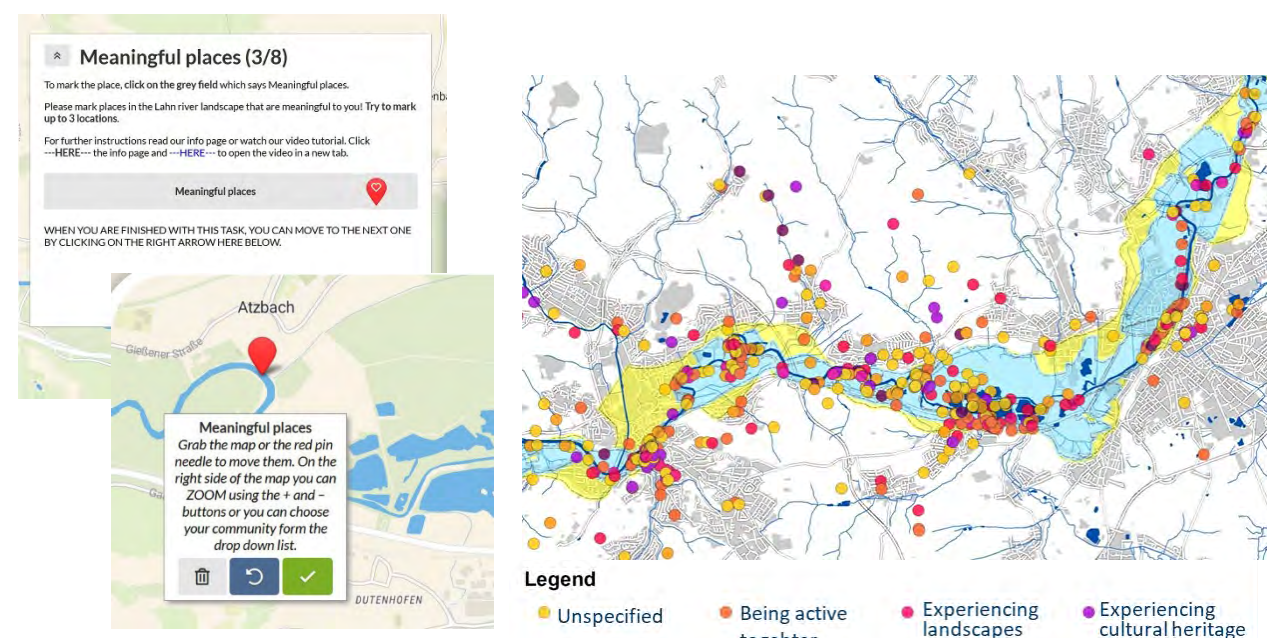 Meaningful places (3/8)
To mark the place, click on the grey field which says Meaningful places.
Please mark places in the Lahn river landscape that are meaningful to you! Try to mark
up to 3 locations.
For further instructions read our info page or watch our video tutorial. Click
---HERE--- the info page and ---HERE--- to open the video in a new tab.
Meaningful places
WHEN YOU ARE FINISHED WITH THIS TASK, YOU CAN MOVE TO THE NEXT ONE
BY CLICKING ON THE RIGHT ARROW HERE BELOW.
Atzbach
Gießener Straße
Meaningful places
Grab the map or the red pin
needle to move them. On the
right side of the map you can
ZOOM using the + and –
buttons or you can choose
your community form the
drop down list.
DUTENHOFEN
Legend
Unspecified
Being active
Experiencing
landscapes
Experiencing
cultural heritage